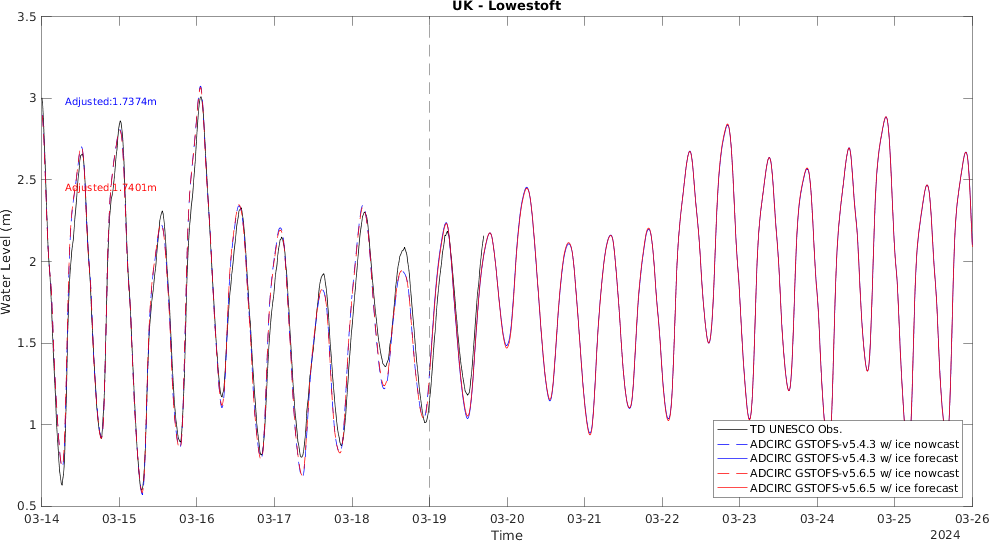 UK - Lowestoft
3.5
3
2.5
2
1.5
1
0.5
Water Level (m)
Adjusted:1.7374m
Adjusted:1.7401m
TD UNESCO Obs.
ADCIRC GSTOFS-v5.4.3 w/ ice nowcast
ADCIRC GSTOFS-v5.4.3 w/ ice forecast
ADCIRC GSTOFS-v5.6.5 w/ ice nowcast
ADCIRC GSTOFS-v5.6.5 w/ ice forecast
03-14 03-15 03-16 03-17 03-18 03-19 03-20 03-21 03-22 03-23 03-24 03-25 03-26
Time
2024